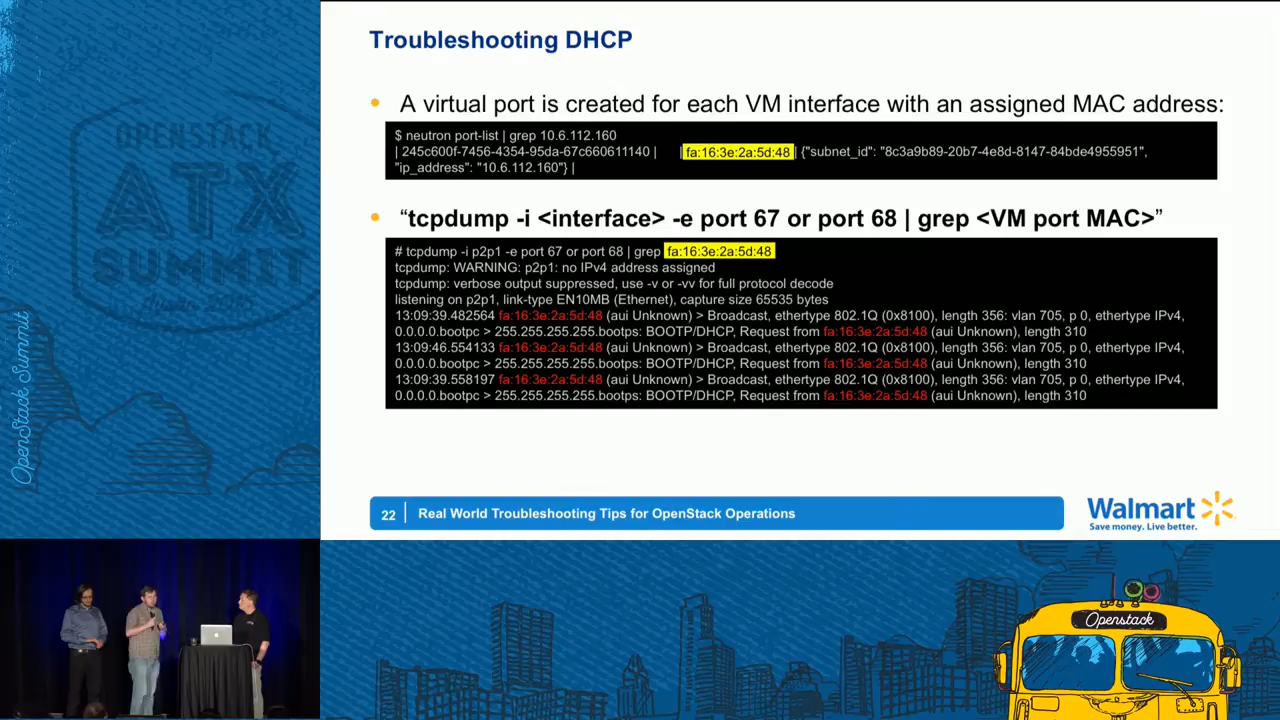 Troubleshooting DHCP
• A virtual port is created for each VM interface with an assigned MAC address:
$ neutron port-list | grep 10.6.112.160
| 245c600f-7456-4354-95da-67c660611140 | |fa:16:3e:2a:5d:48 | {"subnet_id": "8c3a9b89-20b7-4e8d-8147-84bde4955951",
"ip_address": "10.6.112.160"} |
• “tcpdump -i <interface> -e port 67 or port 68 | grep <VM port MAC>”
# tcpdump -i p2p1 -e port 67 or port 68 | grep fa:16:3e:2a:5d:48
tcpdump: WARNING: p2p1: no IPv4 address assigned
tcpdump: verbose output suppressed, use -v or -vv for full protocol decode
listening on p2p1, link-type EN10MB (Ethernet), capture size 65535 bytes
13:09:39.482564 fa:16:3e:2a:5d:48 (aui Unknown) > Broadcast, ethertype 802.1Q (0x8100), length 356: vlan 705, p 0, ethertype IPv4,
0.0.0.0.bootpc > 255.255.255.255.bootps: BOOTP/DHCP, Request from fa:16:3e:2a:5d:48 (aui Unknown), length 310
13:09:46.554133 fa:16:3e:2a:5d:48 (aui Unknown) > Broadcast, ethertype 802.1Q (0x8100), length 356: vlan 705, p 0, ethertype IPv4,
0.0.0.0.bootpc > 255.255.255.255.bootps: BOOTP/DHCP, Request from fa:16:3e:2a:5d:48 (aui Unknown), length 310
13:09:39.558197 fa:16:3e:2a:5d:48 (aui Unknown) > Broadcast, ethertype 802.1Q (0x8100), length 356: vlan 705, p 0, ethertype IPv4,
0.0.0.0.bootpc > 255.255.255.255.bootps: BOOTP/DHCP, Request from fa:16:3e:2a:5d:48 (aui Unknown), length 310
22 | Real World Troubleshooting Tips for OpenStack Operations
Walmart
Save money. Live better.
OPENSTACK
ATX
SUMMIT
OpenStack Summit
Openstack